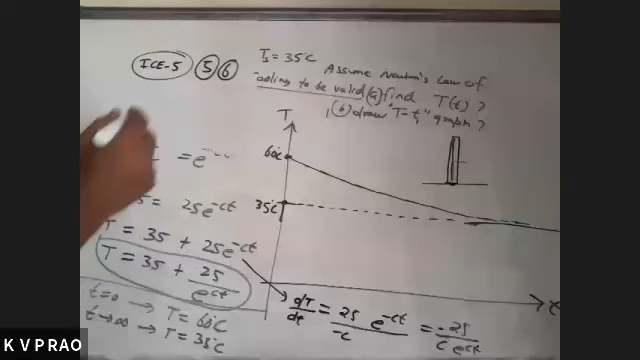 ICE-5 5 6
Ts = 35°C
Assume Newton's Law of
cooling to be valid (a) find T(t) ?
(b) draw "T-t" graph ?
T
60°C
= e
35°C
= 25e^-ct
T = 35 + 25e^-ct
T = 35 + 25/e^ct
t=0 → T = 60°C
t→∞ → T = 35°C
dT/dt = 25/-c e^-ct = -25/c e^ct
t
K V P RAO